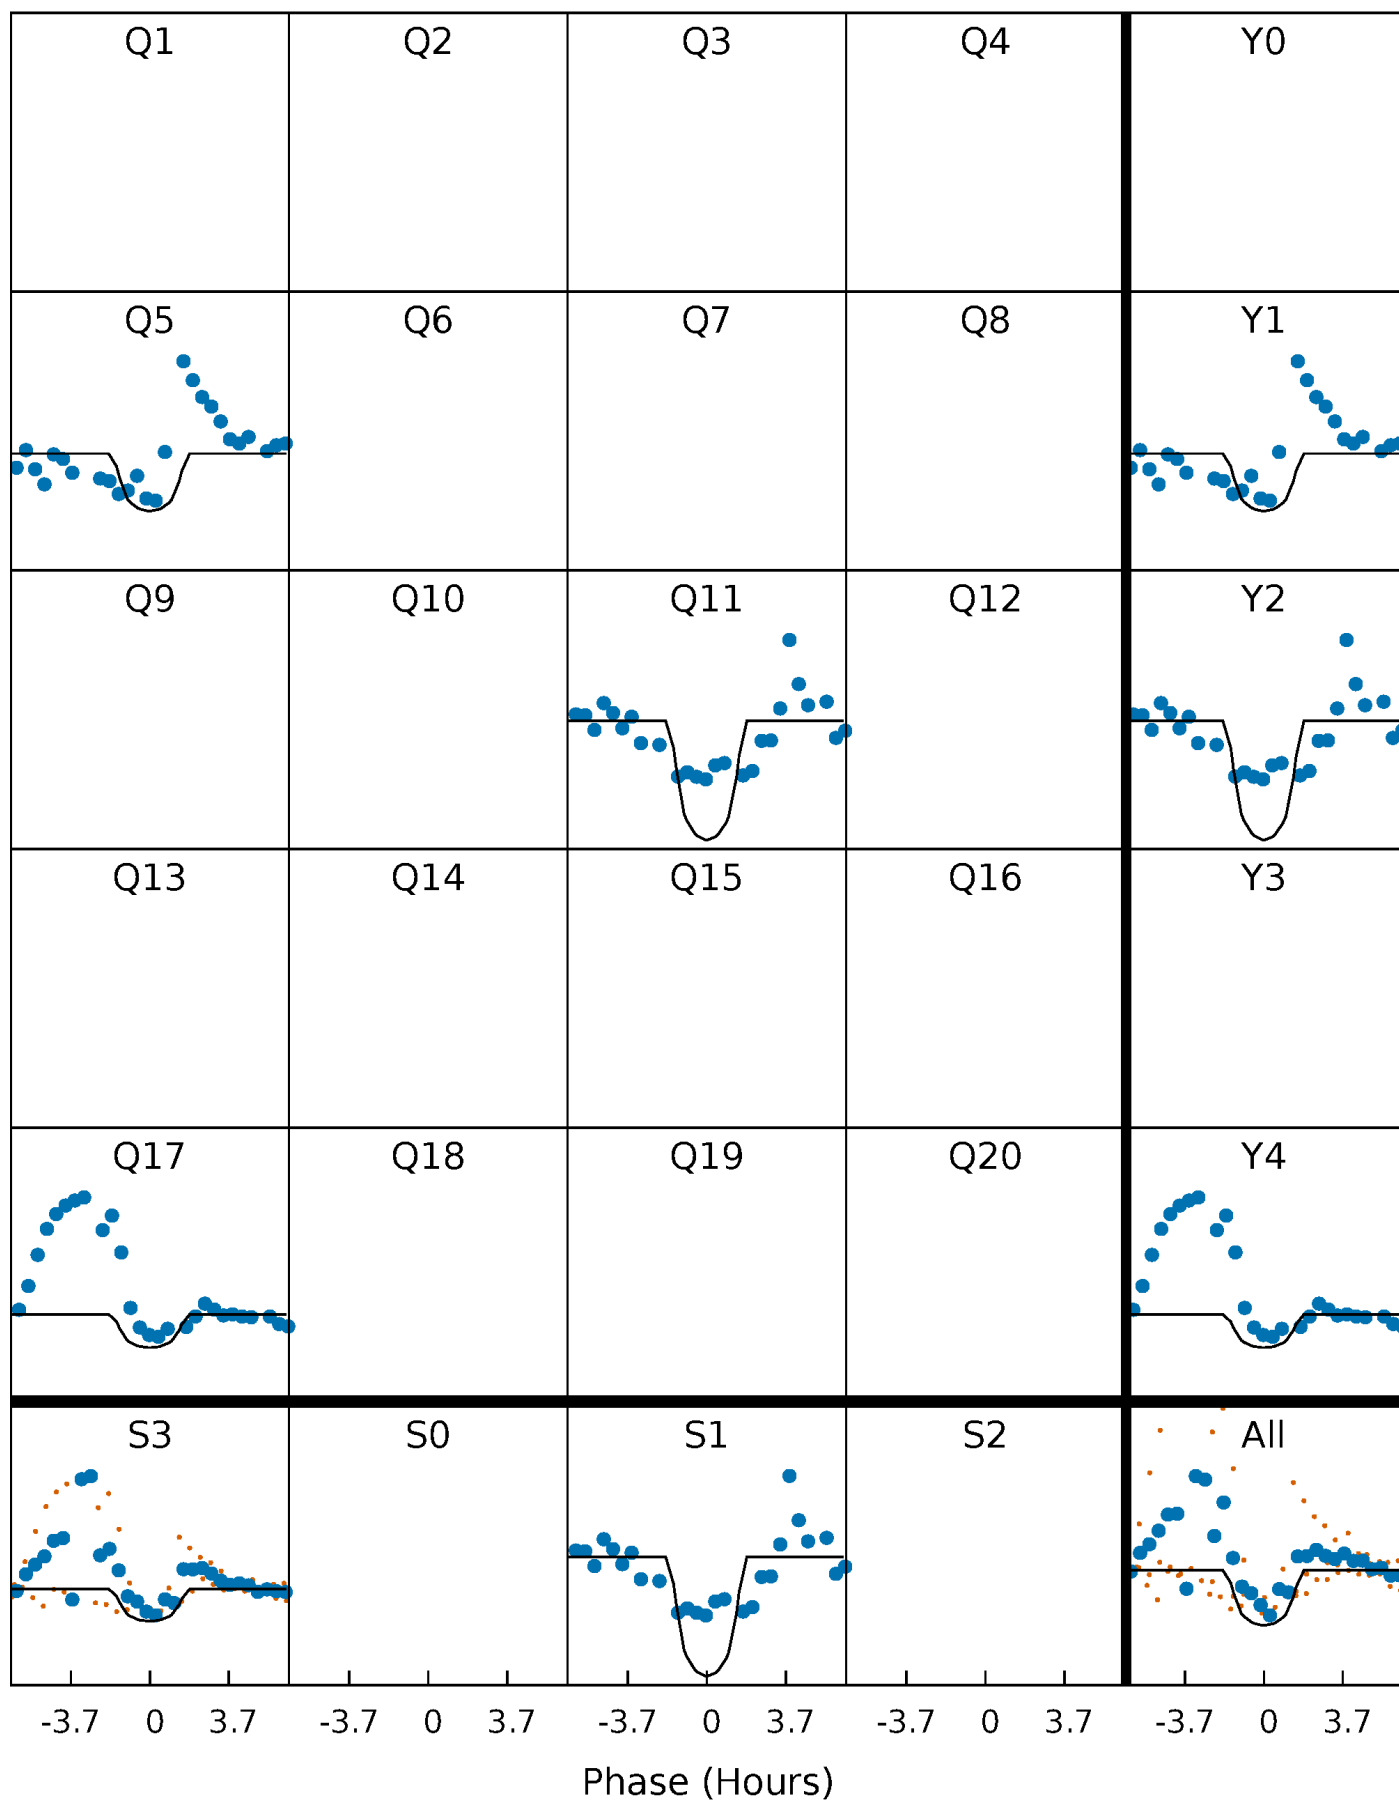 Q1 Q2 Q3 Q4 Y0
Q5 Q6 Q7 Q8 Y1
Q9 Q10 Q11 Q12 Y2
Q13 Q14 Q15 Q16 Y3
Q17 Q18 Q19 Q20 Y4
S3 S0 S1 S2 All
-3.7 0 3.7 -3.7 0 3.7 -3.7 0 3.7 -3.7 0 3.7 -3.7 0 3.7
Phase (Hours)